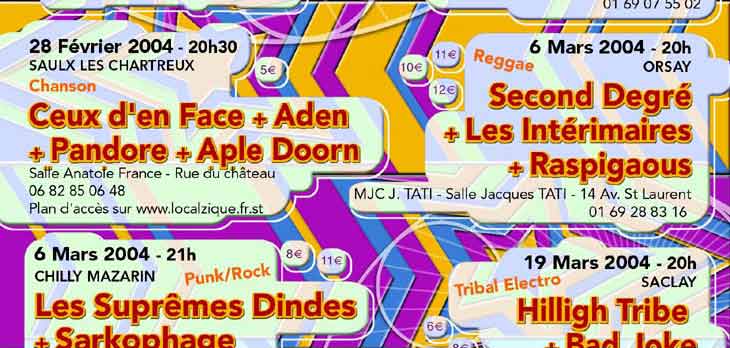 01 69 07 55 02
28 Février 2004 - 20h30
SAULX LES CHARTREUX
5€
Chanson
Ceux d'en Face + Aden
+ Pandore + Aple Doorn
Salle Anatole France - Rue du château
06 82 85 06 48
Plan d'accès sur www.localzique.fr.st
6 Mars 2004 - 20h
ORSAY
Reggae
10€
11€
12€
Second Degré
+ Les Intérimaires
+ Raspigaous
MJC J. TATI - Salle Jacques TATI - 14 Av. St Laurent
01 69 28 83 16
6 Mars 2004 - 21h
CHILLY MAZARIN
Punk/Rock
8€
11€
Les Suprêmes Dindes
+ Sarkophage
19 Mars 2004 - 20h
SACLAY
Tribal Electro
6€
8€
Hilligh Tribe
+ Bad Joke